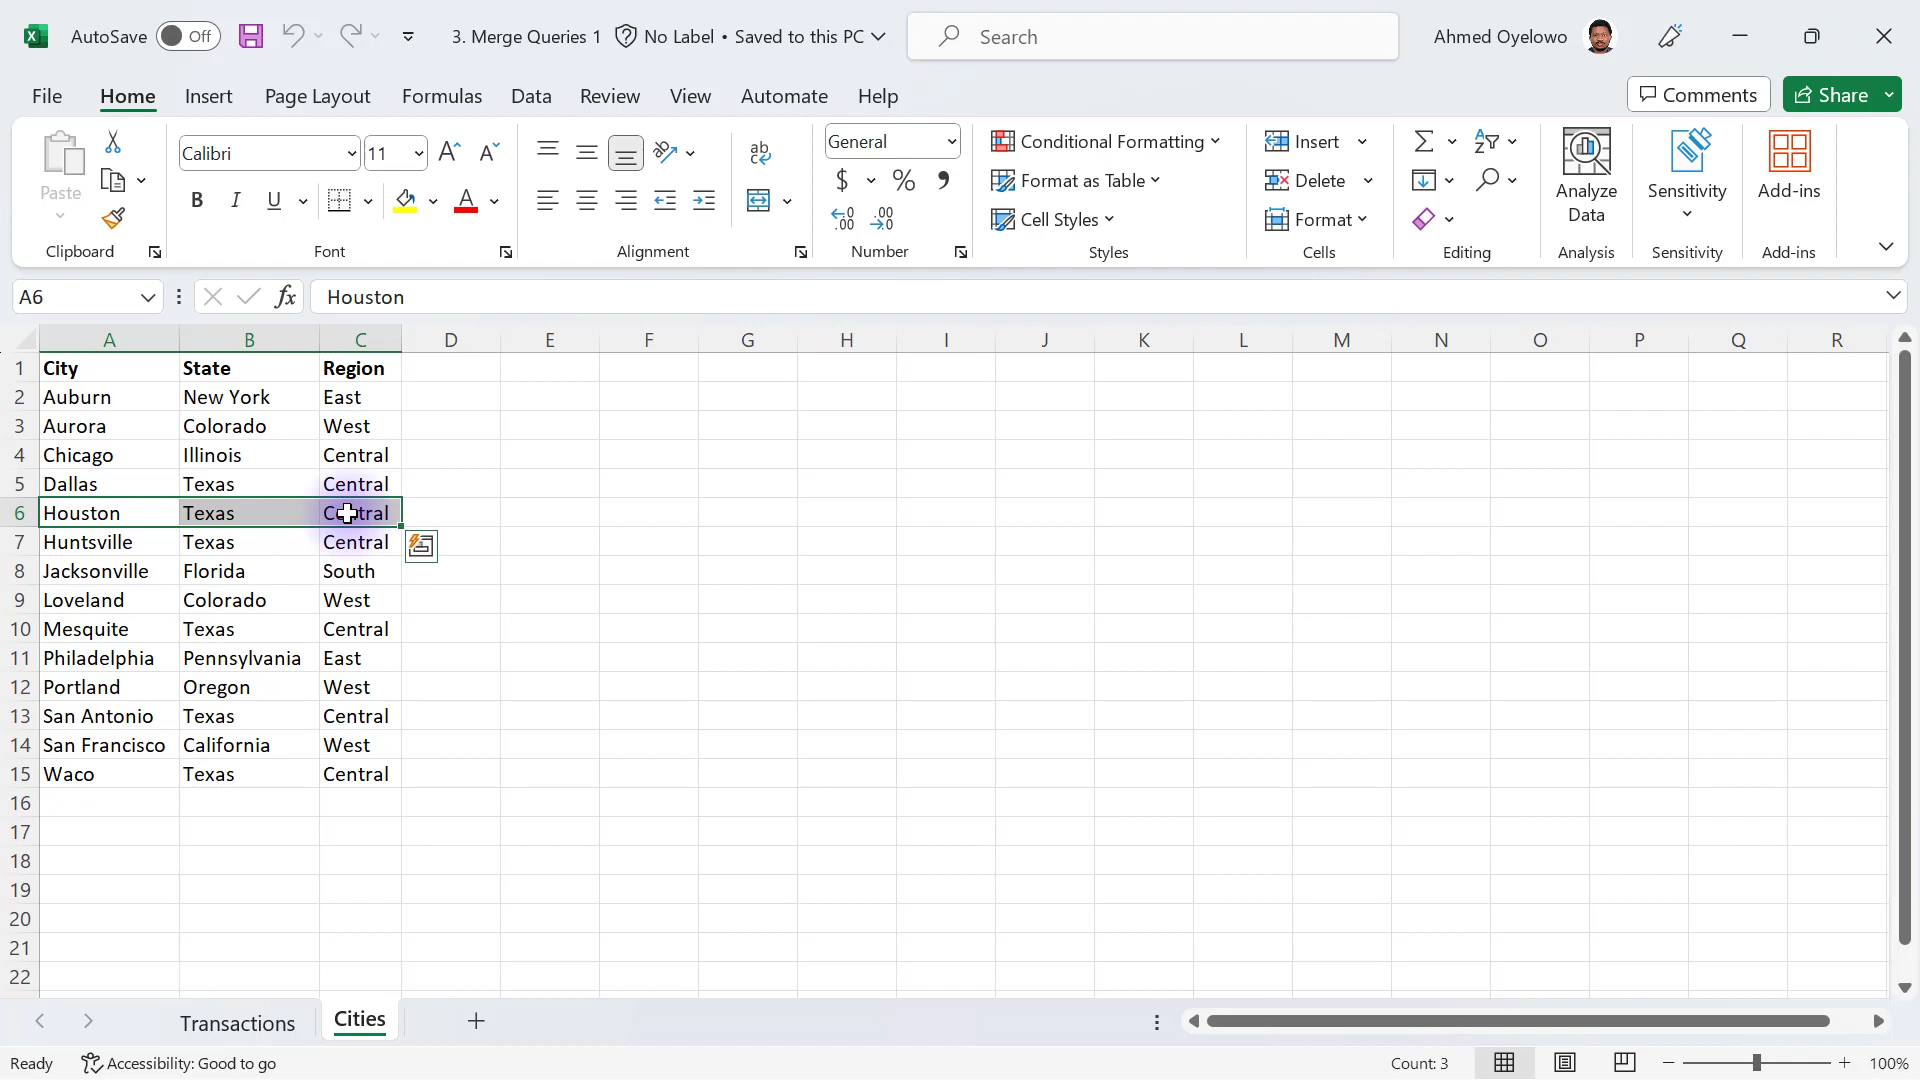 AutoSave Off 3. Merge Queries 1 No Label • Saved to this PC Search Ahmed Oyelowo
File Home Insert Page Layout Formulas Data Review View Automate Help Comments Share
Paste
Clipboard
Calibri 11
B I U A
Font
ab
c
Alignment
General
$ % ,
Number
Conditional Formatting
Format as Table
Cell Styles
Styles
Insert
Delete
Format
Cells
Editing
Analyze
Data
Analysis
Sensitivity
Sensitivity
Add-ins
Add-ins
A6 fx Houston
A B C D E F G H I J K L M N O P Q R
1 City State Region
2 Auburn New York East
3 Aurora Colorado West
4 Chicago Illinois Central
5 Dallas Texas Central
6 Houston Texas Central
7 Huntsville Texas Central
8 Jacksonville Florida South
9 Loveland Colorado West
10 Mesquite Texas Central
11 Philadelphia Pennsylvania East
12 Portland Oregon West
13 San Antonio Texas Central
14 San Francisco California West
15 Waco Texas Central
16
17
18
19
20
21
22
Transactions Cities
Ready Accessibility: Good to go Count: 3 100%